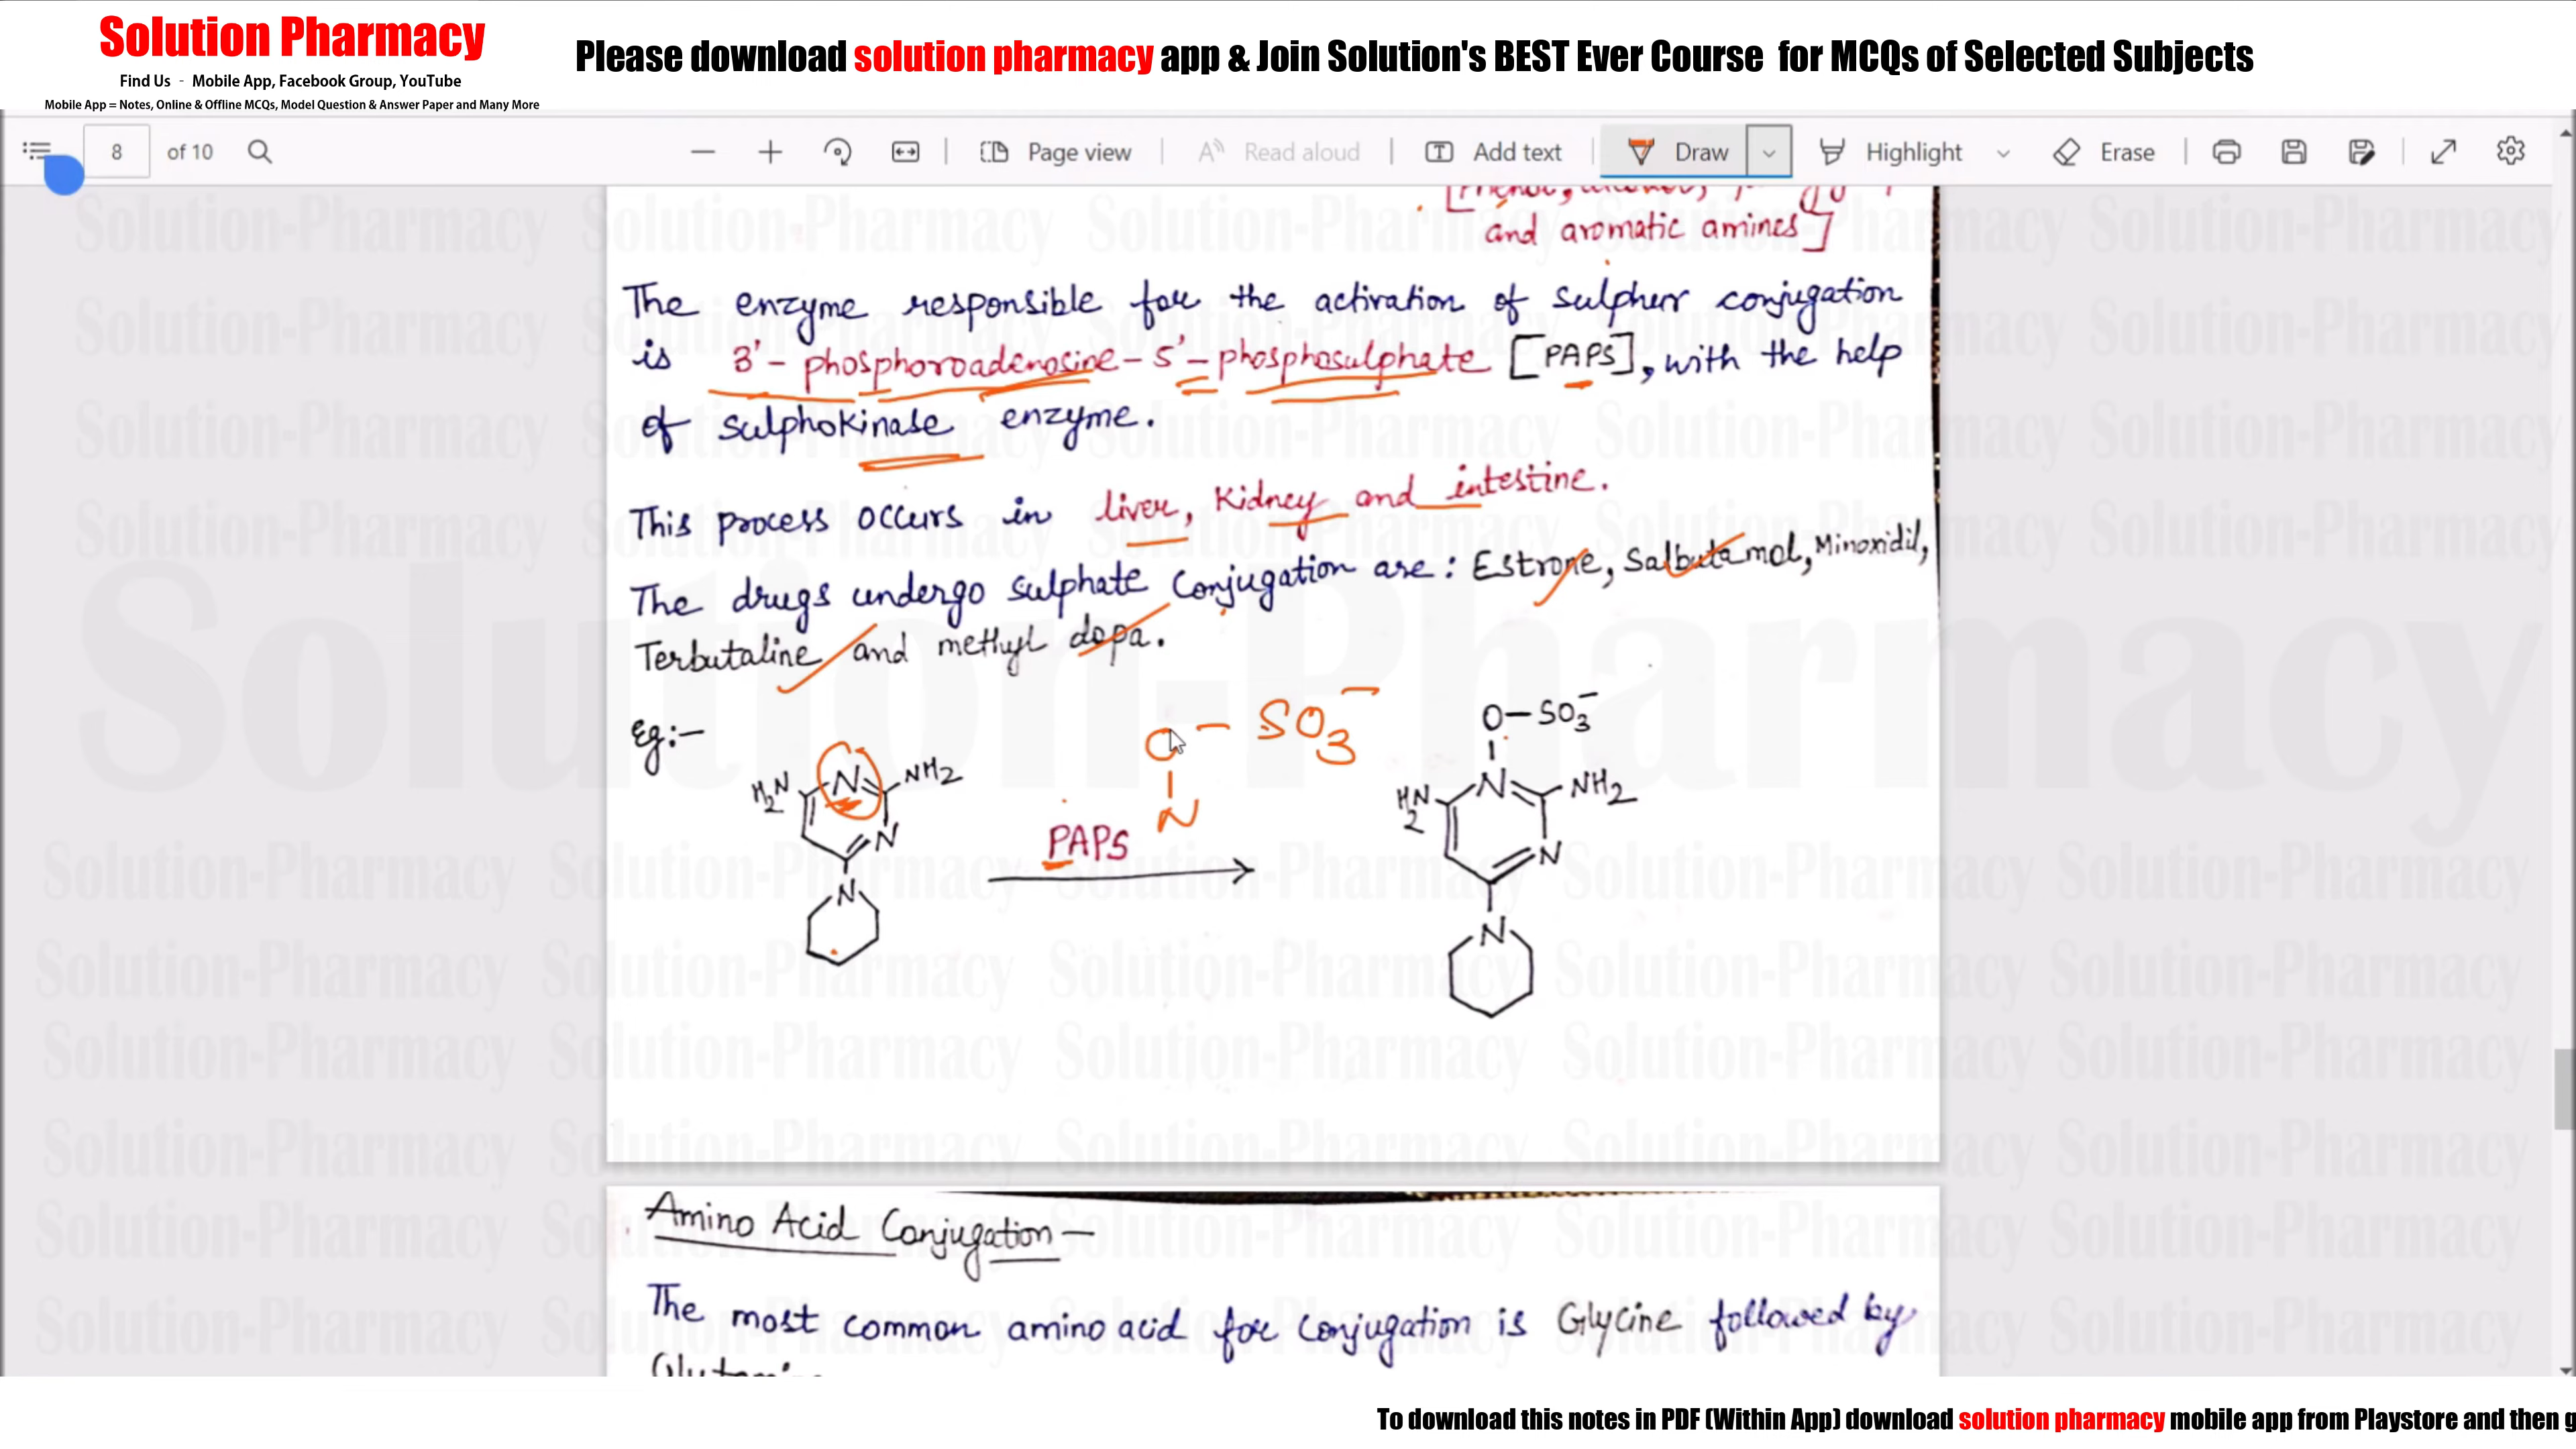 Solution Pharmacy
Find Us - Mobile App, Facebook Group, YouTube
Mobile App = Notes, Online & Offline MCQs, Model Question & Answer Paper and Many More
Please download solution pharmacy app & Join Solution's BEST Ever Course for MCQs of Selected Subjects
8 of 10
Page view
Read aloud
Add text
Draw
Highlight
Erase
and aromatic amines]
The enzyme responsible for the activation of sulphur conjugation
is 3'- phosphoroadenosine - 5'- phosphosulphate [PAPS], with the help
of sulphokinase enzyme.
This process occurs in liver, Kidney and intestine.
The drugs undergo sulphate conjugation are: Estrone, Salbutamol, Minoxidil,
Terbutaline and methyl dopa.
Eg:-
O - SO3-
N
H2N
N
NH2
N
N
PAPS
O-SO3-
H2N
N
NH2
N
N
Amino Acid Conjugation -
The most common amino acid for conjugation is Glycine followed by
Solution-Pharmacy
To download this notes in PDF (Within App) download solution pharmacy mobile app from Playstore and then